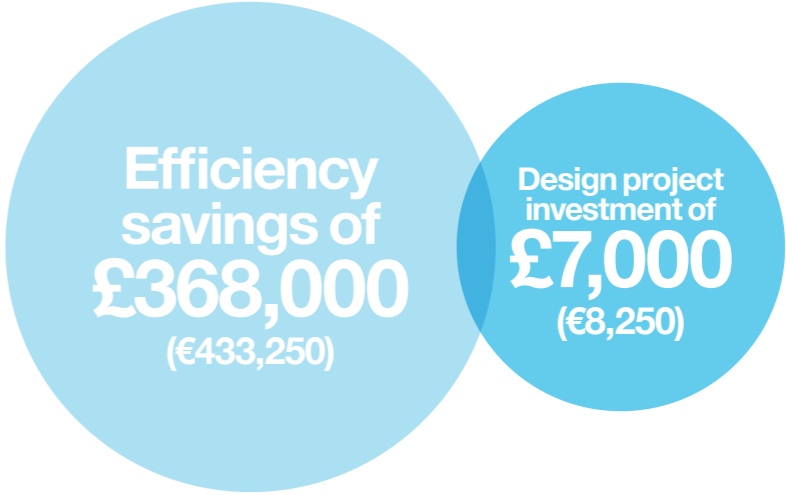 Efficiency
savings of
£368,000
(€433,250)
Design project
investment of
£7,000
(€8,250)